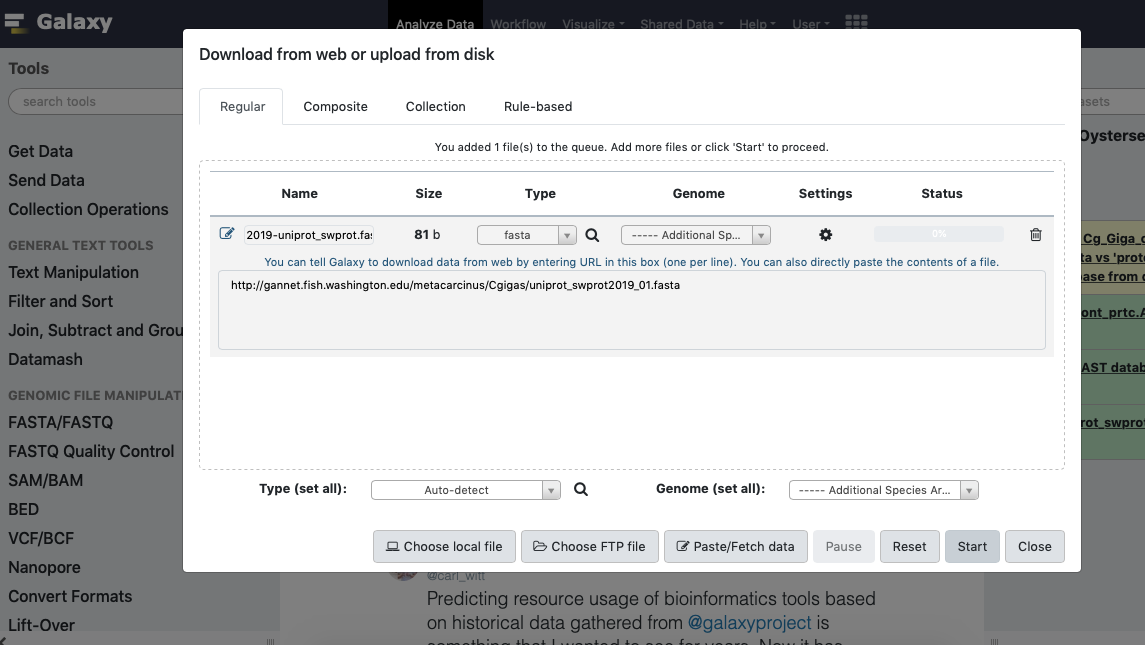 Galaxy
Analyze Data Workflow Visualize Shared Data Help User
Download from web or upload from disk
Tools
search tools
Regular Composite Collection Rule-based
asets
You added 1 file(s) to the queue. Add more files or click 'Start' to proceed.
Oysterse
Get Data
Send Data
Collection Operations
GENERAL TEXT TOOLS
Text Manipulation
Filter and Sort
Join, Subtract and Grou
Datamash
GENOMIC FILE MANIPULAT
FASTA/FASTQ
FASTQ Quality Control
SAM/BAM
BED
VCF/BCF
Nanopore
Convert Formats
Lift-Over
Name Size Type Genome Settings Status
2019-uniprot_swprot.fas 81 b fasta ----- Additional Sp... 0%
You can tell Galaxy to download data from web by entering URL in this box (one per line). You can also directly paste the contents of a file.
http://gannet.fish.washington.edu/metacarcinus/Cgigas/uniprot_swprot2019_01.fasta
Type (set all): Auto-detect Genome (set all): ----- Additional Species Ar...
Choose local file Choose FTP file Paste/Fetch data Pause Reset Start Close
Cg_Giga_c
ta vs 'prote
base from c
ont_prtc.A
AST datab
rot_swprot
@carl_witt
Predicting resource usage of bioinformatics tools based
on historical data gathered from @galaxyproject is
something that I wanted to see for years. Now it has